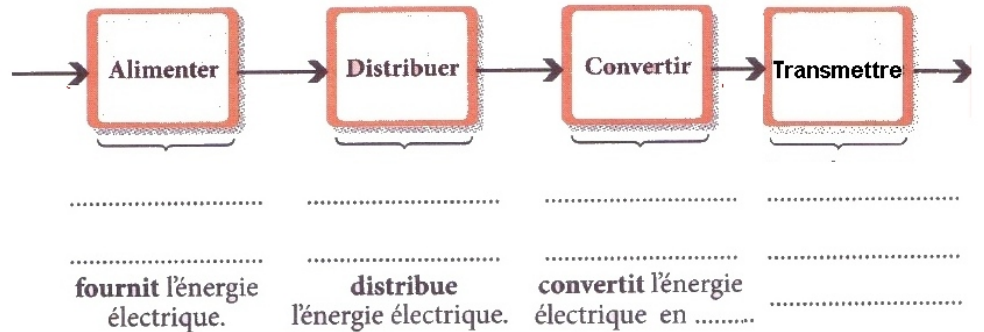 Alimenter
Distribuer
Convertir
Transmettre
............................
............................
fournit l'énergie
électrique.
............................
............................
distribue
l'énergie électrique.
............................
............................
convertit l'énergie
électrique en .........
............................
............................
............................